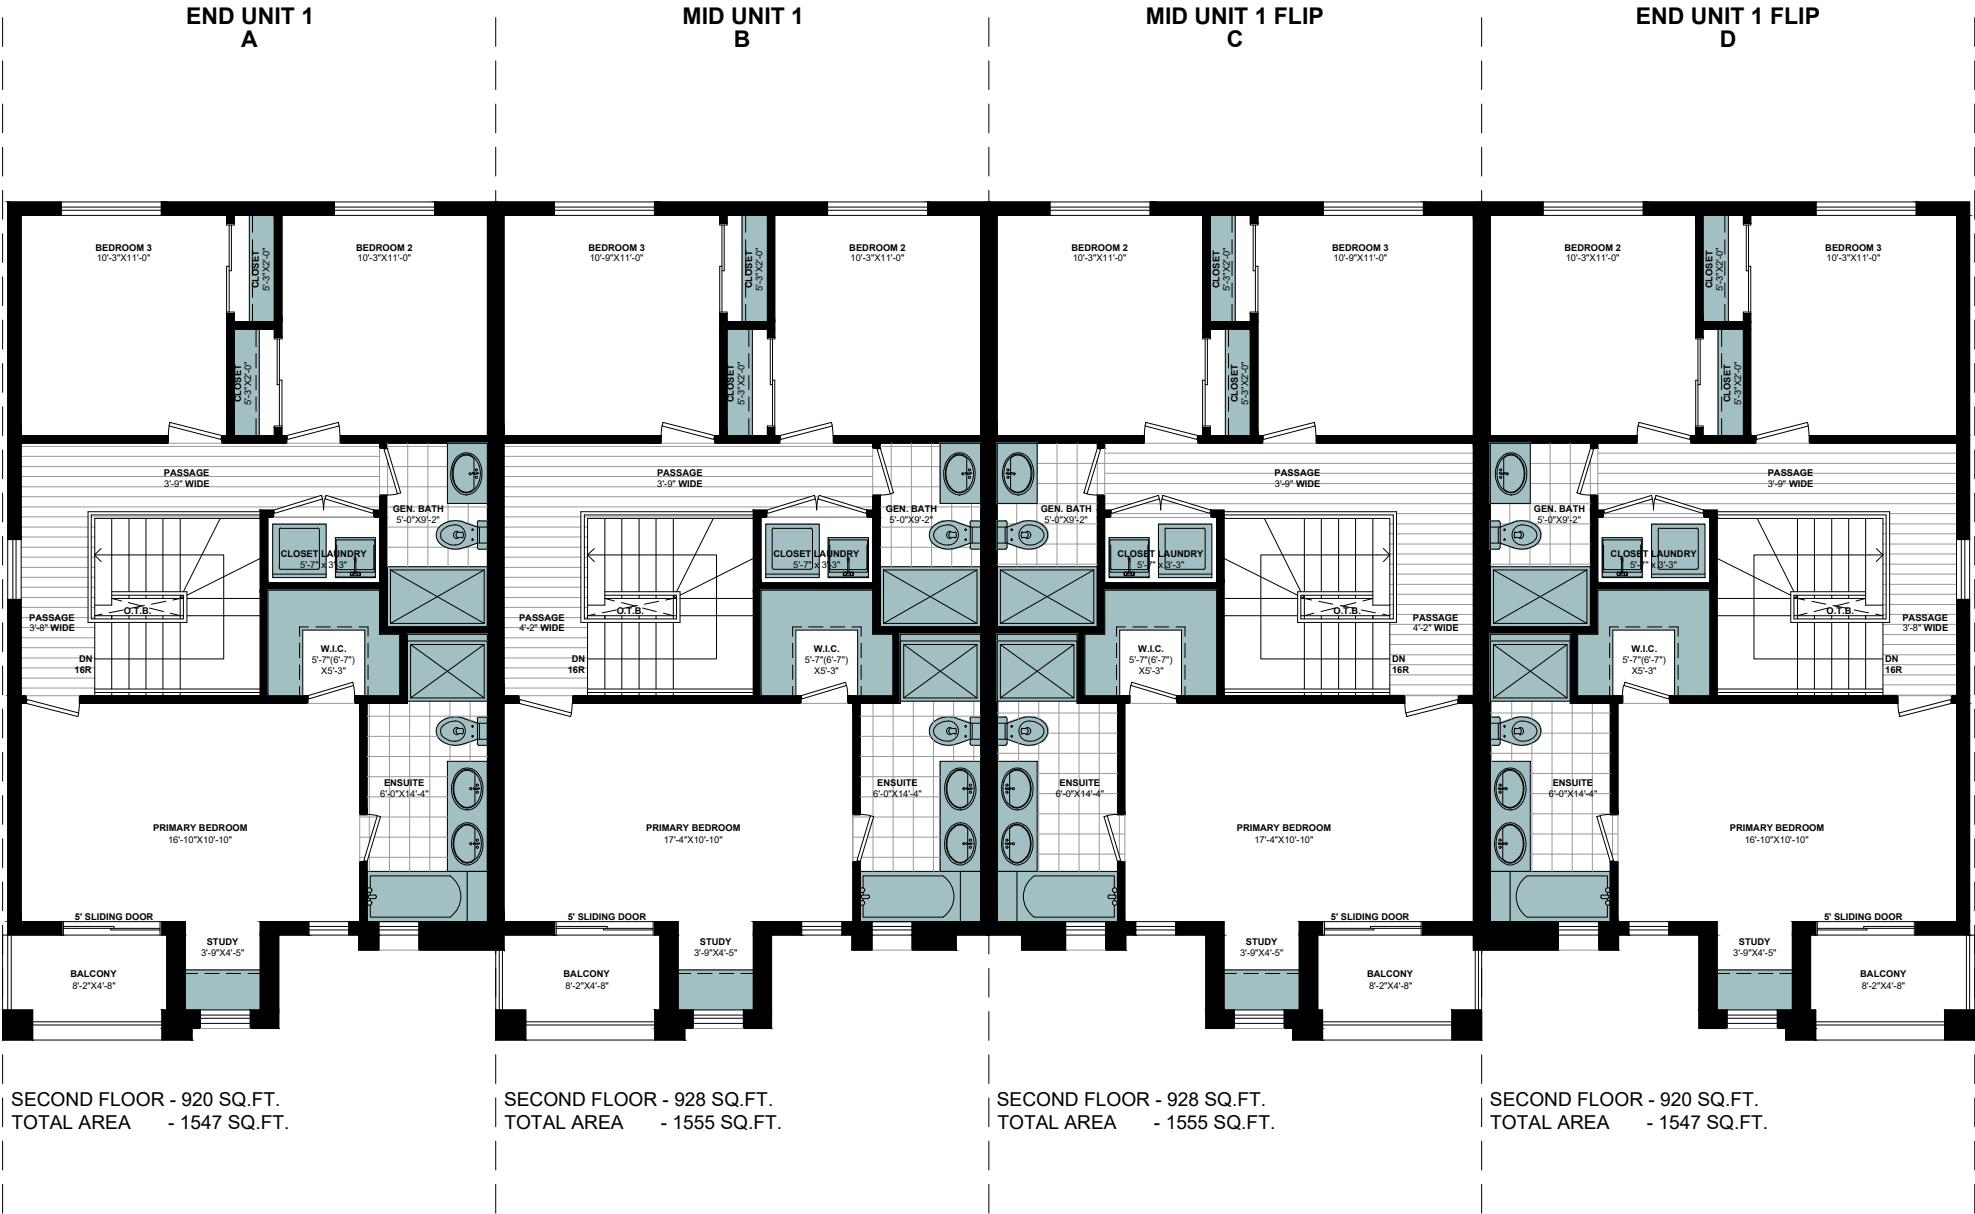 END UNIT 1
A
BEDROOM 3
10'-3"X11'-0"
CLOSET
5'-3"X2'-0"
CLOSET
5'-3"X2'-0"
BEDROOM 2
10'-3"X11'-0"
PASSAGE
3'-9" WIDE
GEN. BATH
5'-0"X9'-2"
CLOSET LAUNDRY
5'-7" x 3'-3"
O.T.B.
PASSAGE
3'-8" WIDE
DN
16R
W.I.C.
5'-7"(6'-7")
X5'-3"
ENSUITE
6'-0"X14'-4"
PRIMARY BEDROOM
16'-10"X10'-10"
5' SLIDING DOOR
STUDY
3'-9"X4'-5"
BALCONY
8'-2"X4'-8"
SECOND FLOOR - 920 SQ.FT.
TOTAL AREA - 1547 SQ.FT.
MID UNIT 1
B
BEDROOM 3
10'-9"X11'-0"
CLOSET
5'-3"X2'-0"
CLOSET
5'-3"X2'-0"
BEDROOM 2
10'-3"X11'-0"
PASSAGE
3'-9" WIDE
GEN. BATH
5'-0"X9'-2"
CLOSET LAUNDRY
5'-7" x 3'-3"
O.T.B.
PASSAGE
4'-2" WIDE
DN
16R
W.I.C.
5'-7"(6'-7")
X5'-3"
ENSUITE
6'-0"X14'-4"
PRIMARY BEDROOM
17'-4"X10'-10"
5' SLIDING DOOR
STUDY
3'-9"X4'-5"
BALCONY
8'-2"X4'-8"
SECOND FLOOR - 928 SQ.FT.
TOTAL AREA - 1555 SQ.FT.
MID UNIT 1 FLIP
C
BEDROOM 2
10'-3"X11'-0"
CLOSET
5'-3"X2'-0"
CLOSET
5'-3"X2'-0"
BEDROOM 3
10'-9"X11'-0"
PASSAGE
3'-9" WIDE
GEN. BATH
5'-0"X9'-2"
CLOSET LAUNDRY
5'-7" x 3'-3"
O.T.B.
PASSAGE
4'-2" WIDE
DN
16R
W.I.C.
5'-7"(6'-7")
X5'-3"
ENSUITE
6'-0"X14'-4"
PRIMARY BEDROOM
17'-4"X10'-10"
5' SLIDING DOOR
STUDY
3'-9"X4'-5"
BALCONY
8'-2"X4'-8"
SECOND FLOOR - 928 SQ.FT.
TOTAL AREA - 1555 SQ.FT.
END UNIT 1 FLIP
D
BEDROOM 2
10'-3"X11'-0"
CLOSET
5'-3"X2'-0"
CLOSET
5'-3"X2'-0"
BEDROOM 3
10'-3"X11'-0"
PASSAGE
3'-9" WIDE
GEN. BATH
5'-0"X9'-2"
CLOSET LAUNDRY
5'-7" x 3'-3"
O.T.B.
PASSAGE
3'-8" WIDE
DN
16R
W.I.C.
5'-7"(6'-7")
X5'-3"
ENSUITE
6'-0"X14'-4"
PRIMARY BEDROOM
16'-10"X10'-10"
5' SLIDING DOOR
STUDY
3'-9"X4'-5"
BALCONY
8'-2"X4'-8"
SECOND FLOOR - 920 SQ.FT.
TOTAL AREA - 1547 SQ.FT.